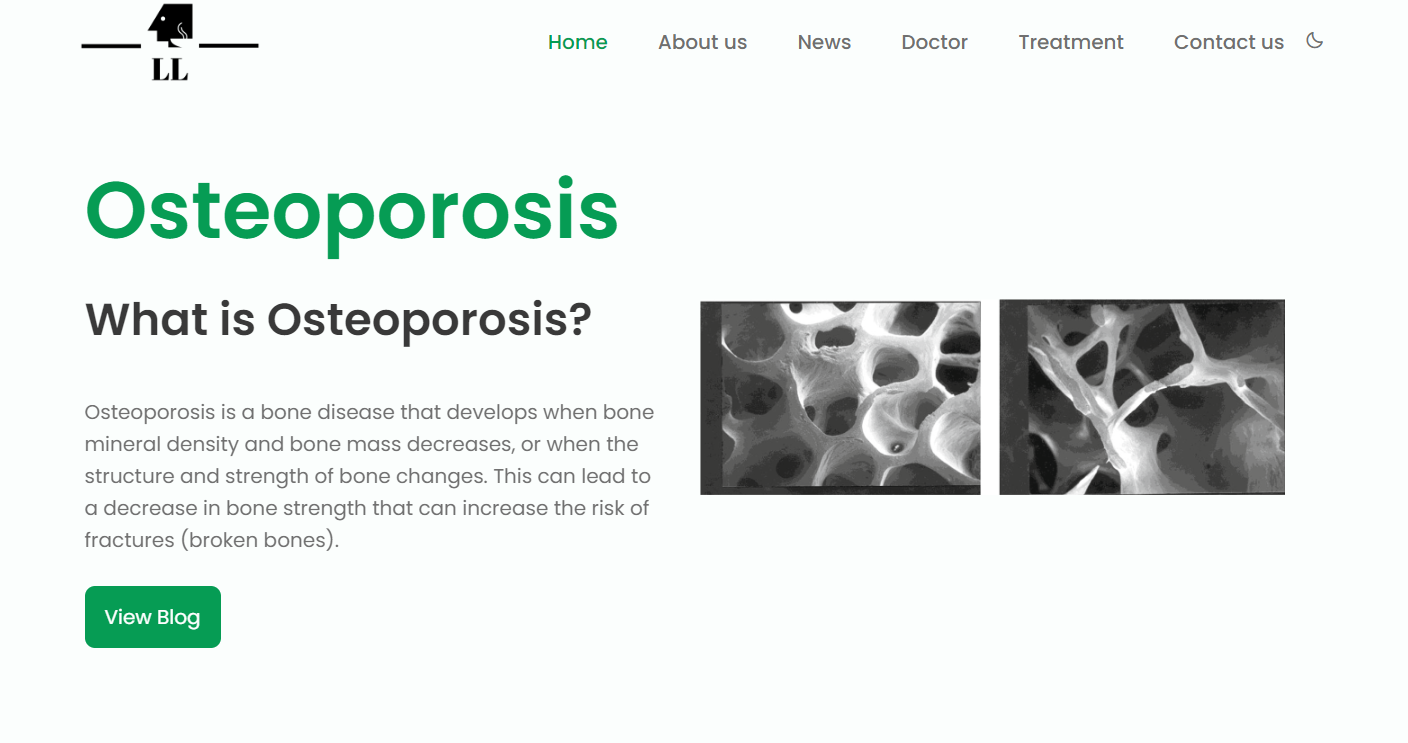 LL
Home About us News Doctor Treatment Contact us
Osteoporosis
What is Osteoporosis?
Osteoporosis is a bone disease that develops when bone
mineral density and bone mass decreases, or when the
structure and strength of bone changes. This can lead to
a decrease in bone strength that can increase the risk of
fractures (broken bones).
View Blog